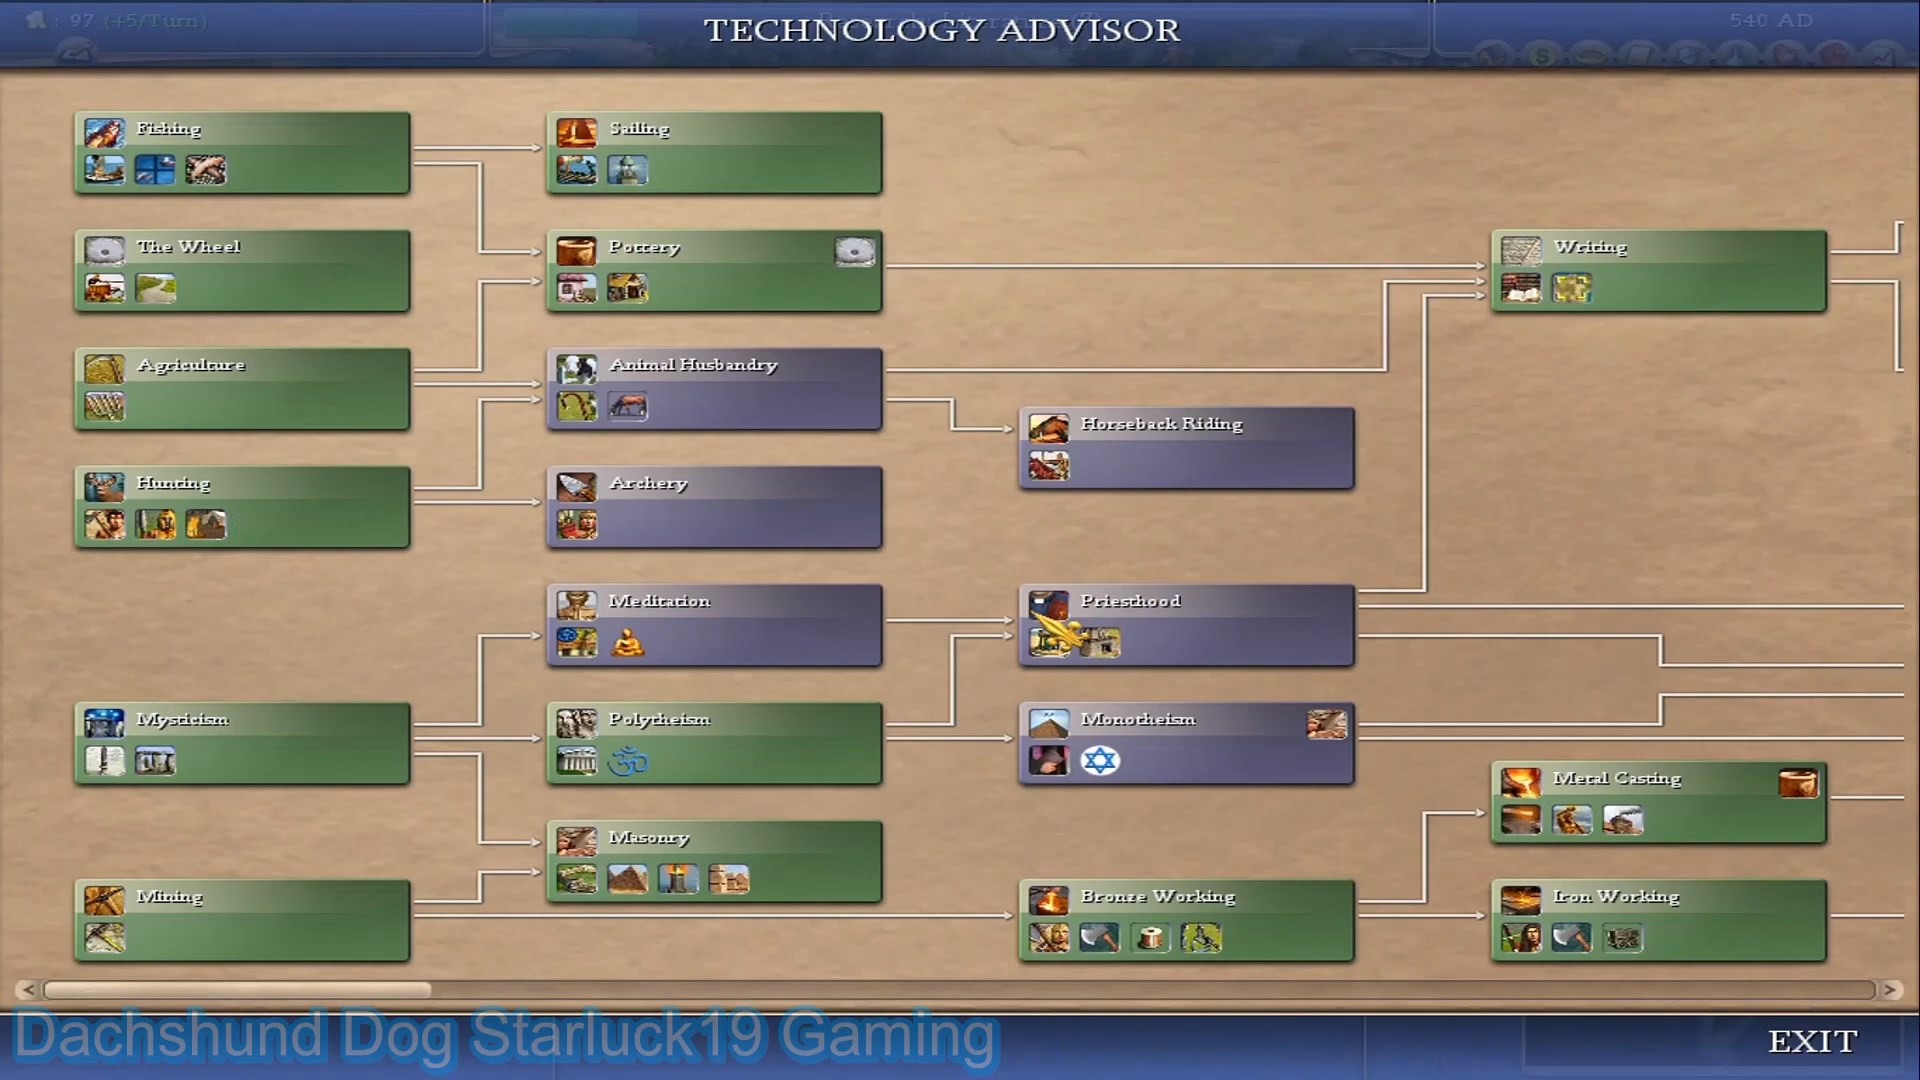 : 97 (+5/Turn)
TECHNOLOGY ADVISOR
540 AD
Fishing
Sailing
The Wheel
Pottery
Writing
Agriculture
Animal Husbandry
Horseback Riding
Hunting
Archery
Meditation
Priesthood
Mysticism
Polytheism
Monotheism
Metal Casting
Masonry
Mining
Bronze Working
Iron Working
Dachshund Dog Starluck19 Gaming
EXIT